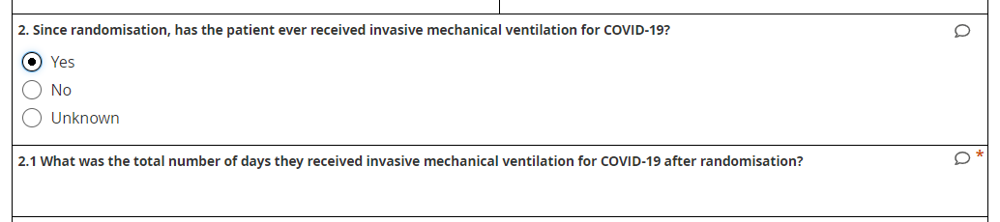 2. Since randomisation, has the patient ever received invasive mechanical ventilation for COVID-19?
Yes
No
Unknown
2.1 What was the total number of days they received invasive mechanical ventilation for COVID-19 after randomisation?
*